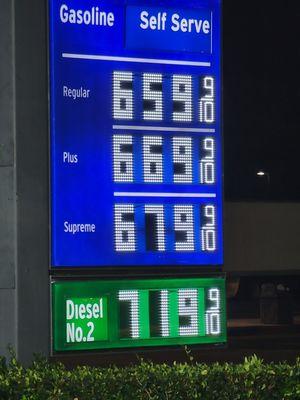 Gasoline Self Serve
Regular 659 9/10
Plus 669 9/10
Supreme 679 9/10
Diesel 719 9/10
No.2